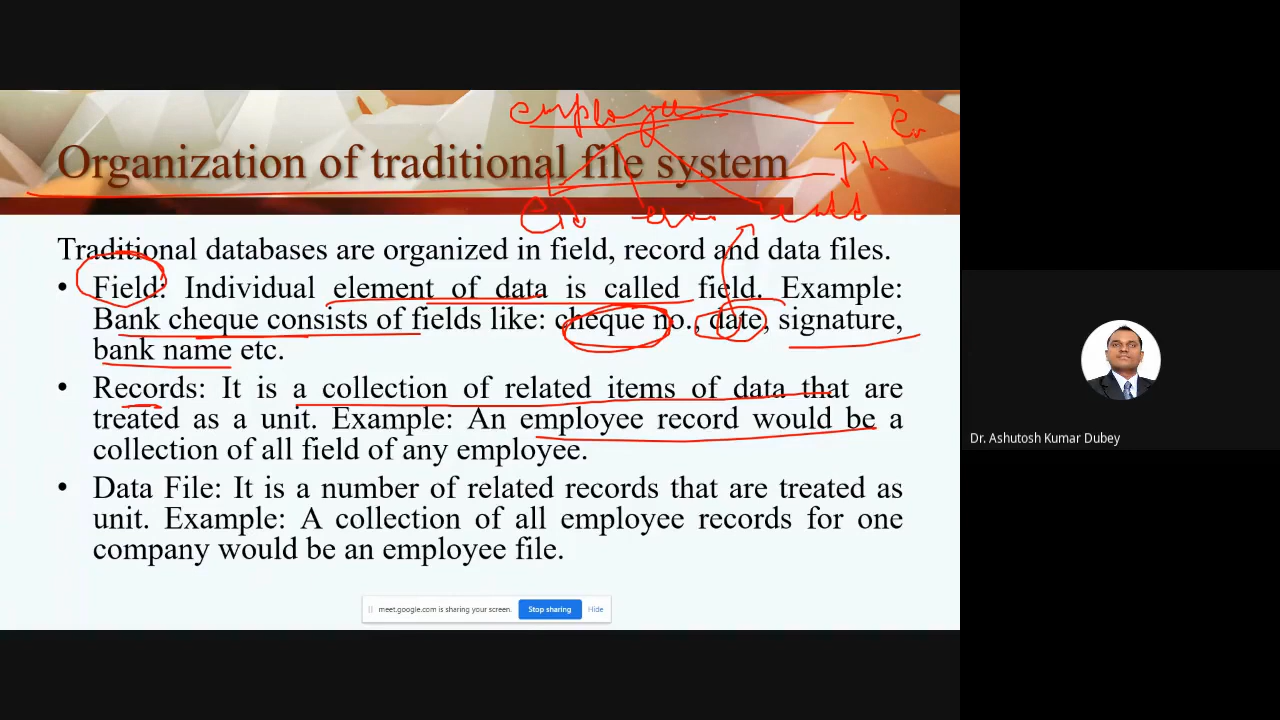 employee
Organization of traditional file system
Eid
Traditional databases are organized in field, record and data files.
• Field: Individual element of data is called field. Example:
Bank cheque consists of fields like: cheque no., date, signature,
bank name etc.
• Records: It is a collection of related items of data that are
treated as a unit. Example: An employee record would be a
collection of all field of any employee.
• Data File: It is a number of related records that are treated as
unit. Example: A collection of all employee records for one
company would be an employee file.
meet.google.com is sharing your screen.
Stop sharing
Hide
Dr. Ashutosh Kumar Dubey